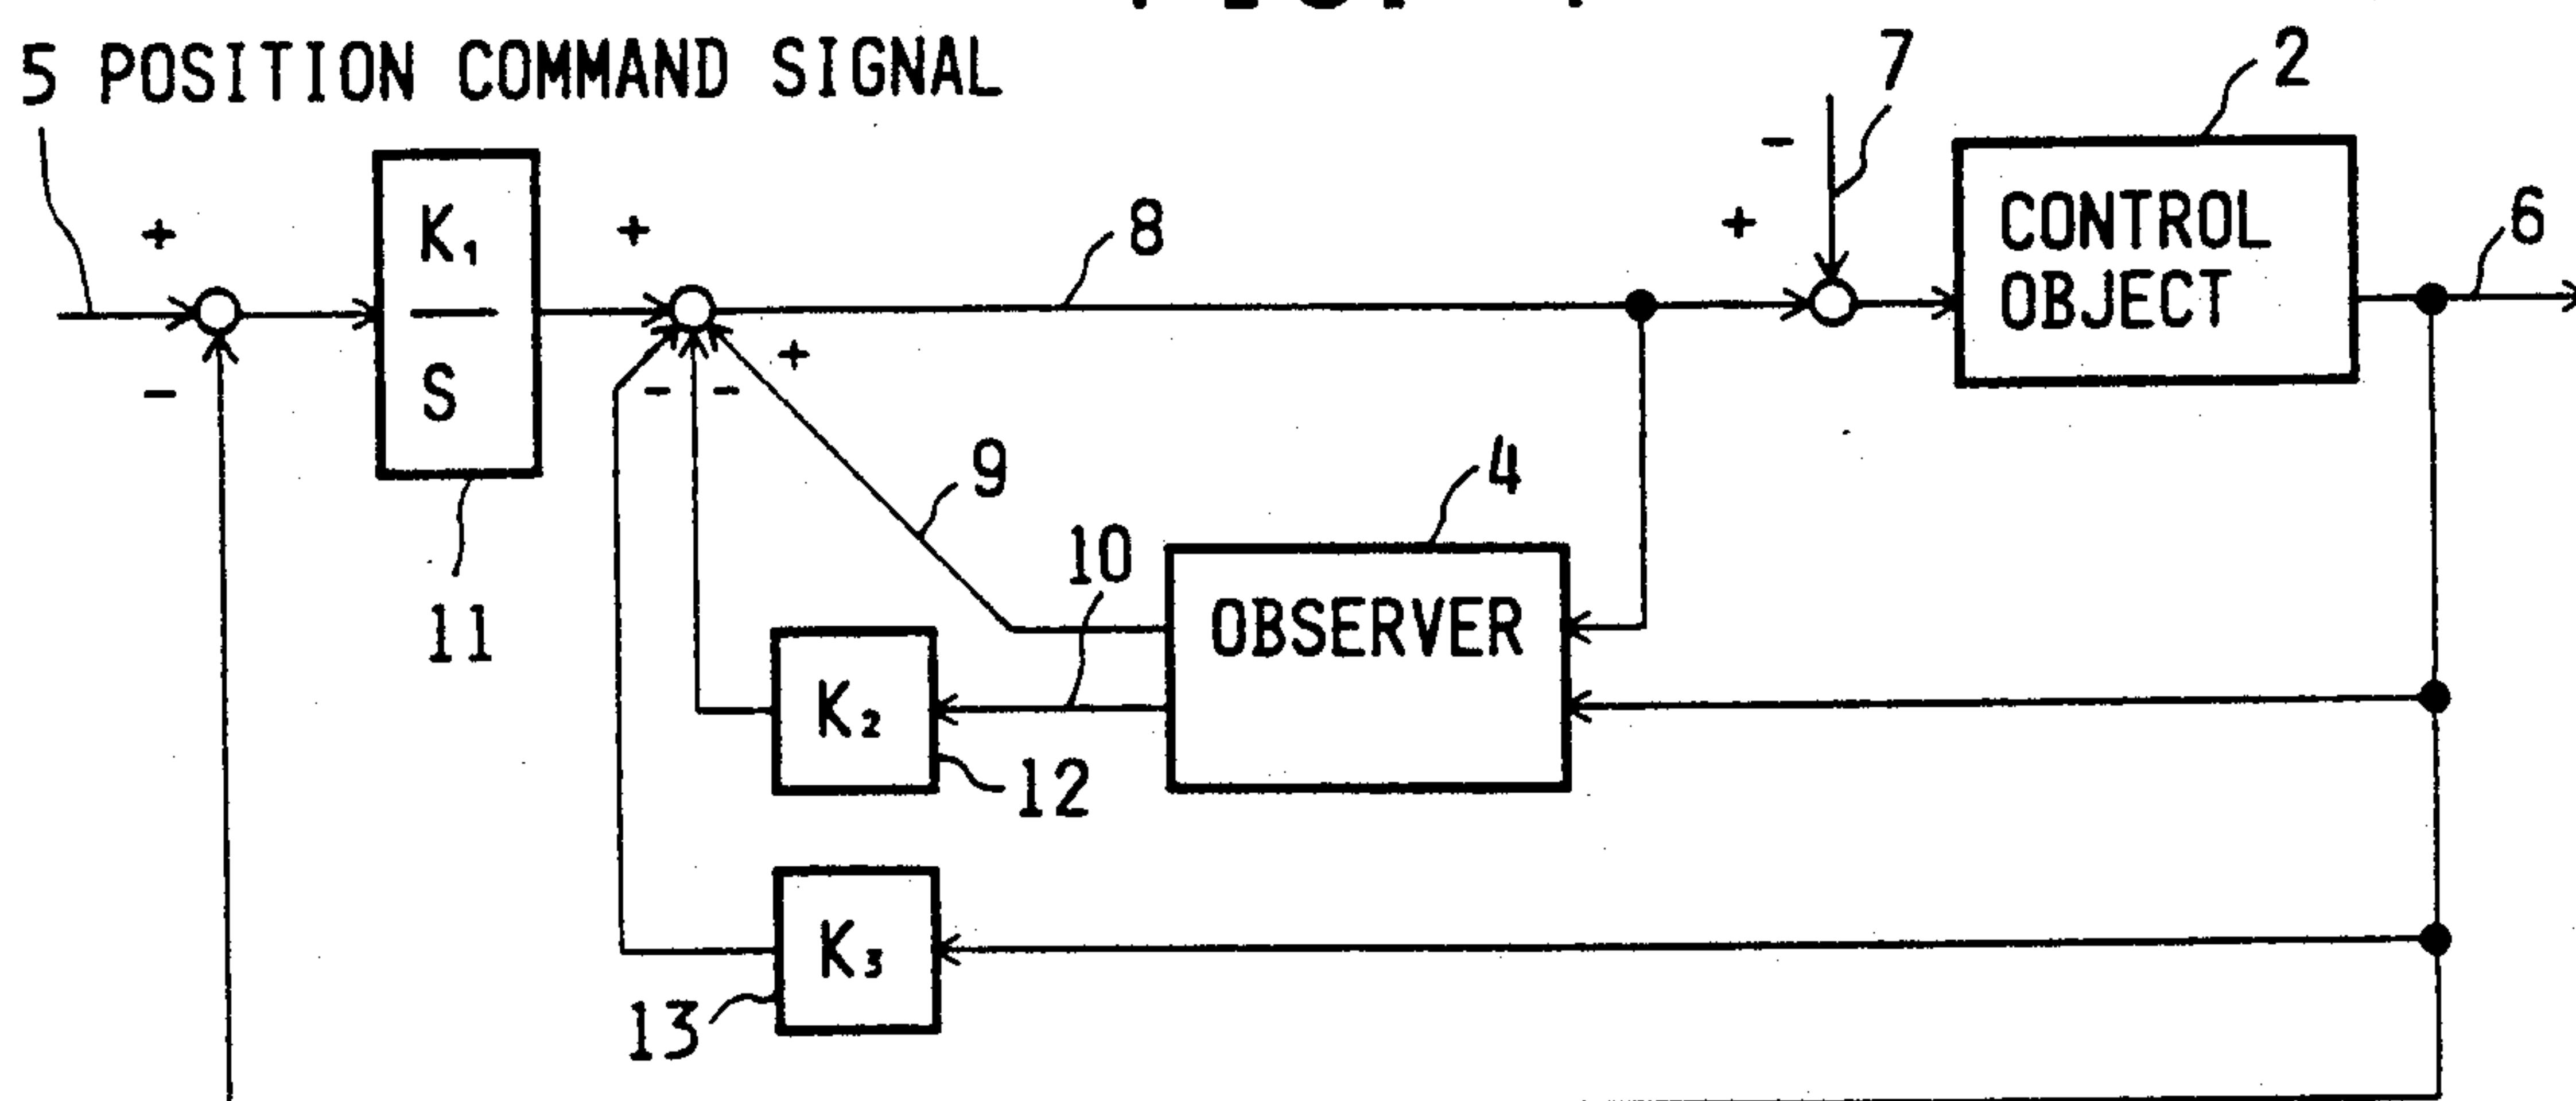 5 POSITION COMMAND SIGNAL
7
2
-
+
K₁
S
+
8
+
CONTROL
OBJECT
6
-
- -
+
9
4
11
10
OBSERVER
K₂
12
K₃
13